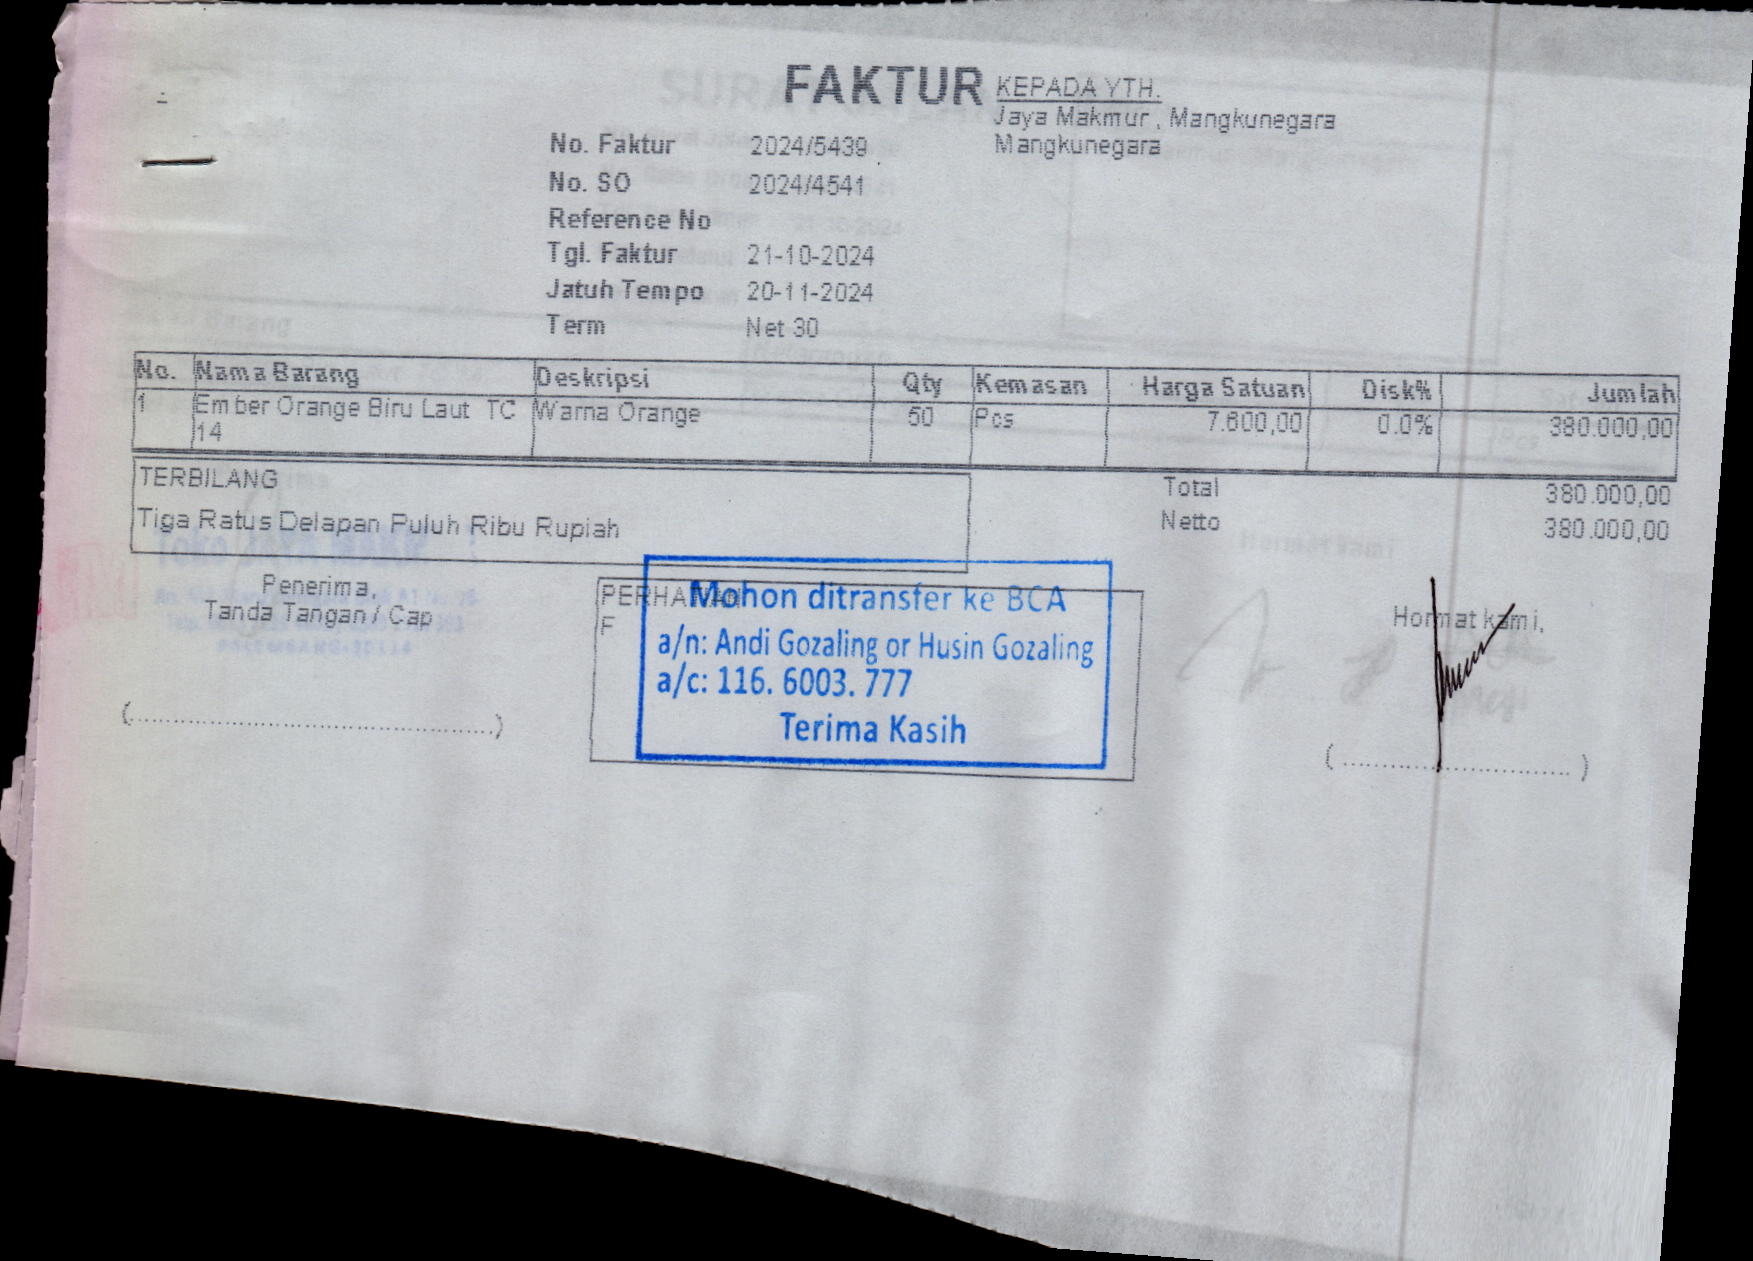 FAKTUR
KEPADA YTH.
Jaya Makmur, Mangkunegara
Mangkunegara
No. Faktur 2024/5439
No. SO 2024/4541
Reference No
Tgl. Faktur 21-10-2024
Jatuh Tempo 20-11-2024
Term Net 30
No. Nama Barang Deskripsi Qty Kemasan Harga Satuan Disk% Jumlah
1 Ember Orange Biru Laut TC Warna Orange 50 Pcs 7.600,00 0.0% 380.000,00
14
TERBILANG
Tiga Ratus Delapan Puluh Ribu Rupiah
Total 380.000,00
Netto 380.000,00
Penerima,
Tanda Tangan / Cap
(..............................................)
PERHATIAN
F
Mohon ditransfer ke BCA
a/n: Andi Gozaling or Husin Gozaling
a/c: 116. 6003. 777
Terima Kasih
Hormat kami,
(..............................)